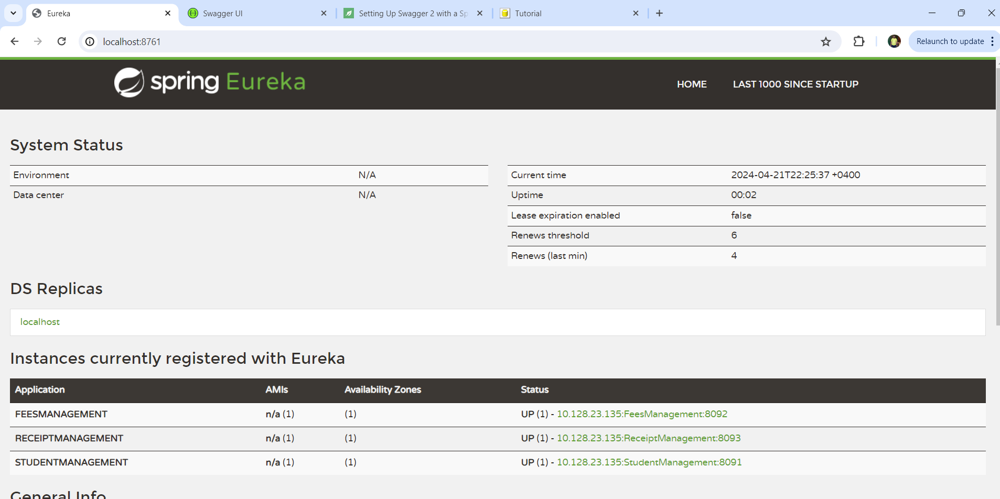 Eureka
Swagger UI
Setting Up Swagger 2 with a Sp
Tutorial
localhost:8761
Relaunch to update
spring Eureka
HOME
LAST 1000 SINCE STARTUP
System Status
Environment N/A
Data center N/A
Current time 2024-04-21T22:25:37 +0400
Uptime 00:02
Lease expiration enabled false
Renews threshold 6
Renews (last min) 4
DS Replicas
localhost
Instances currently registered with Eureka
Application AMIs Availability Zones Status
FEESMANAGEMENT n/a (1) (1) UP (1) - 10.128.23.135:FeesManagement:8092
RECEIPTMANAGEMENT n/a (1) (1) UP (1) - 10.128.23.135:ReceiptManagement:8093
STUDENTMANAGEMENT n/a (1) (1) UP (1) - 10.128.23.135:StudentManagement:8091
General Info